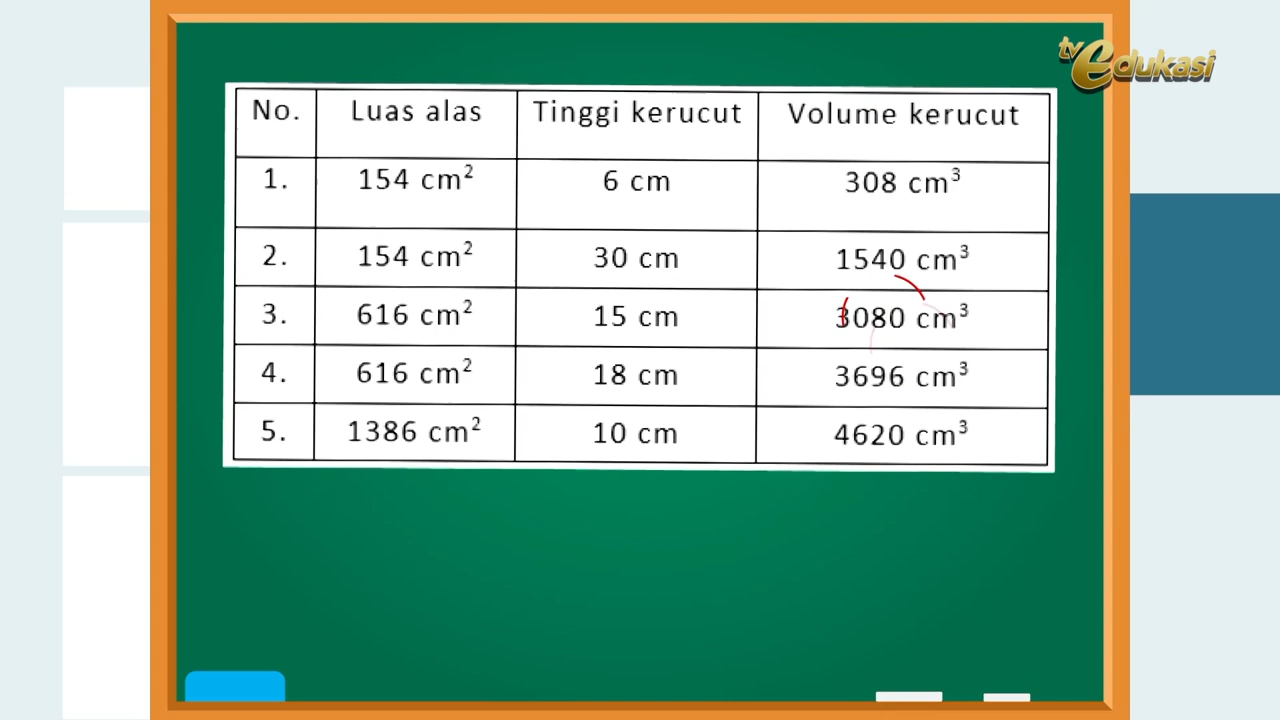 tv edukasi
No. Luas alas Tinggi kerucut Volume kerucut
1. 154 cm² 6 cm 308 cm³
2. 154 cm² 30 cm 1540 cm³
3. 616 cm² 15 cm 3080 cm³
4. 616 cm² 18 cm 3696 cm³
5. 1386 cm² 10 cm 4620 cm³